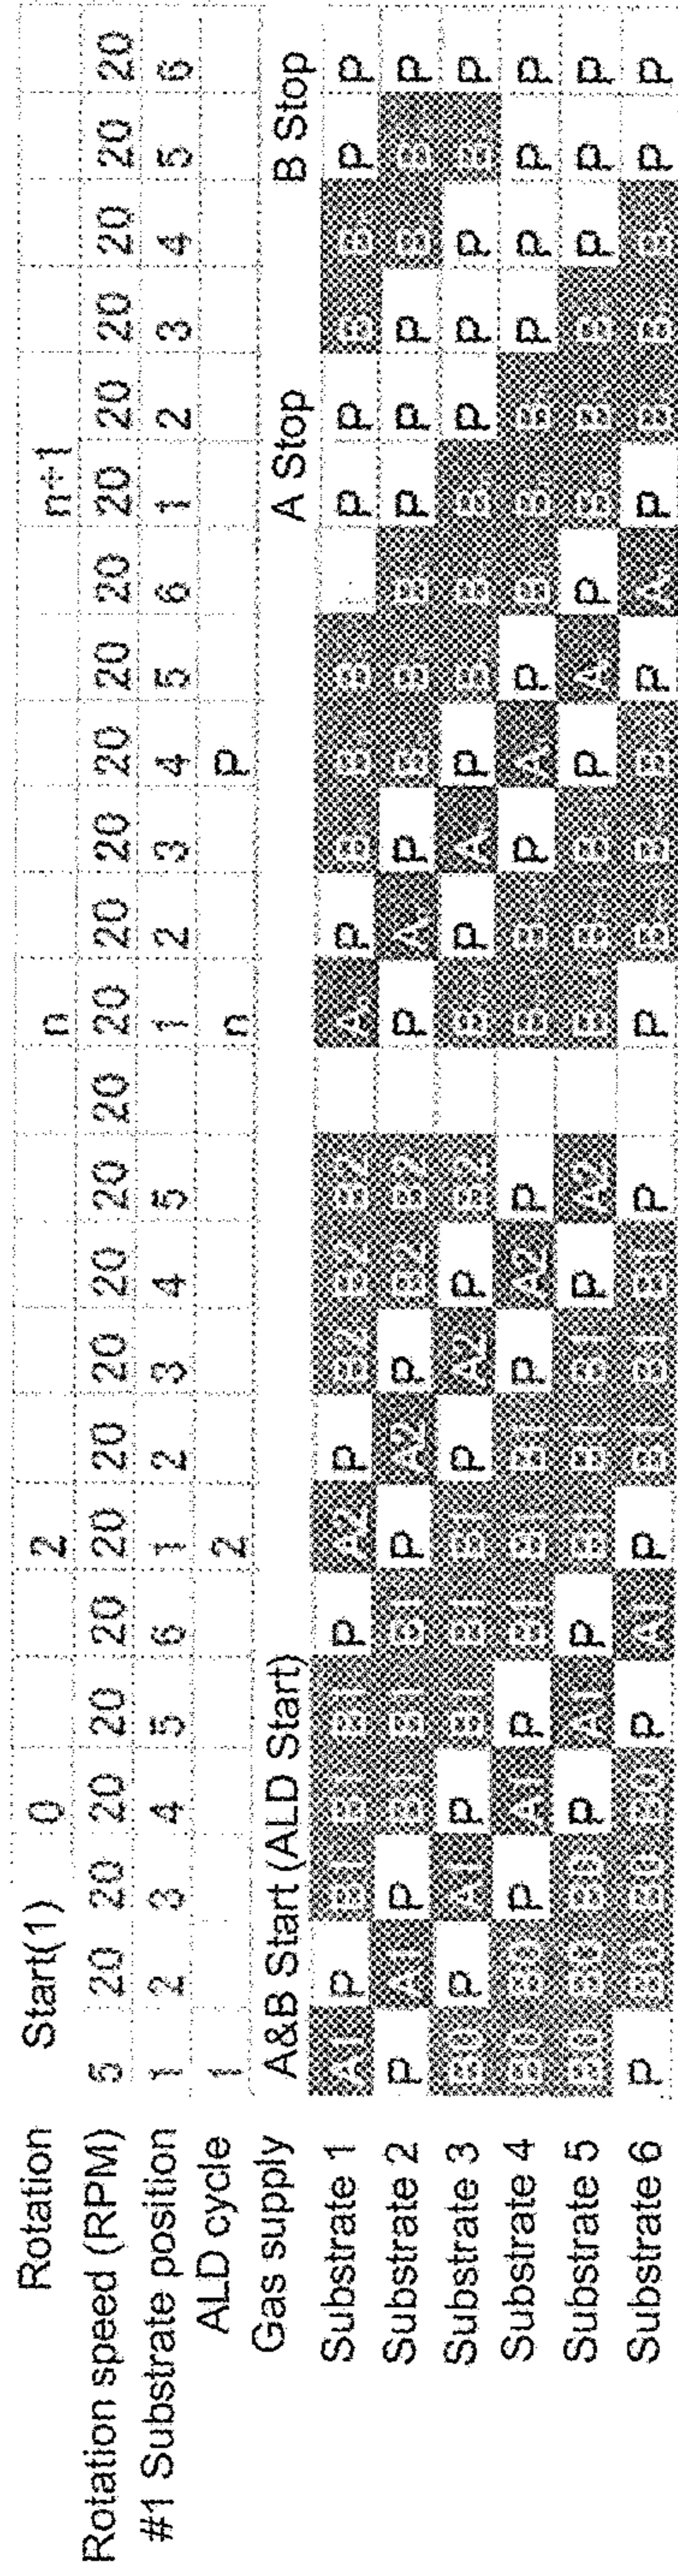 Rotation Start(1) 0 2 n n+1
Rotation speed (RPM) 5 20 20 20 20 20 20 20 20 20 20 20 20 20 20 20 20 20 20 20 20 20 20 20
#1 Substrate position 1 2 3 4 5 6 1 2 3 4 5 1 2 3 4 5 6 1 2 3 4 5 6
ALD cycle 1 2 n P
Gas supply A&B Start (ALD Start) A Stop B Stop
Substrate 1 A1 P B1 B1 B1 P A2 P B2 B2 B2 A P B B B P P B B P P
Substrate 2 P A1 P B1 B1 B1 P A2 P B2 B2 P A P B B B P P P B B P
Substrate 3 B0 P A1 P B1 B1 B1 P A2 P B2 B P A P B B B P P P B P
Substrate 4 B0 B0 P A1 P B1 B1 B1 P A2 P B B P A P B B B P P P P
Substrate 5 B0 B0 B0 P A1 P B1 B1 B1 P A2 B B B P A P B B B P P P
Substrate 6 P B0 B0 B0 P A1 P B1 B1 B1 P P B B B P A P B B B P P